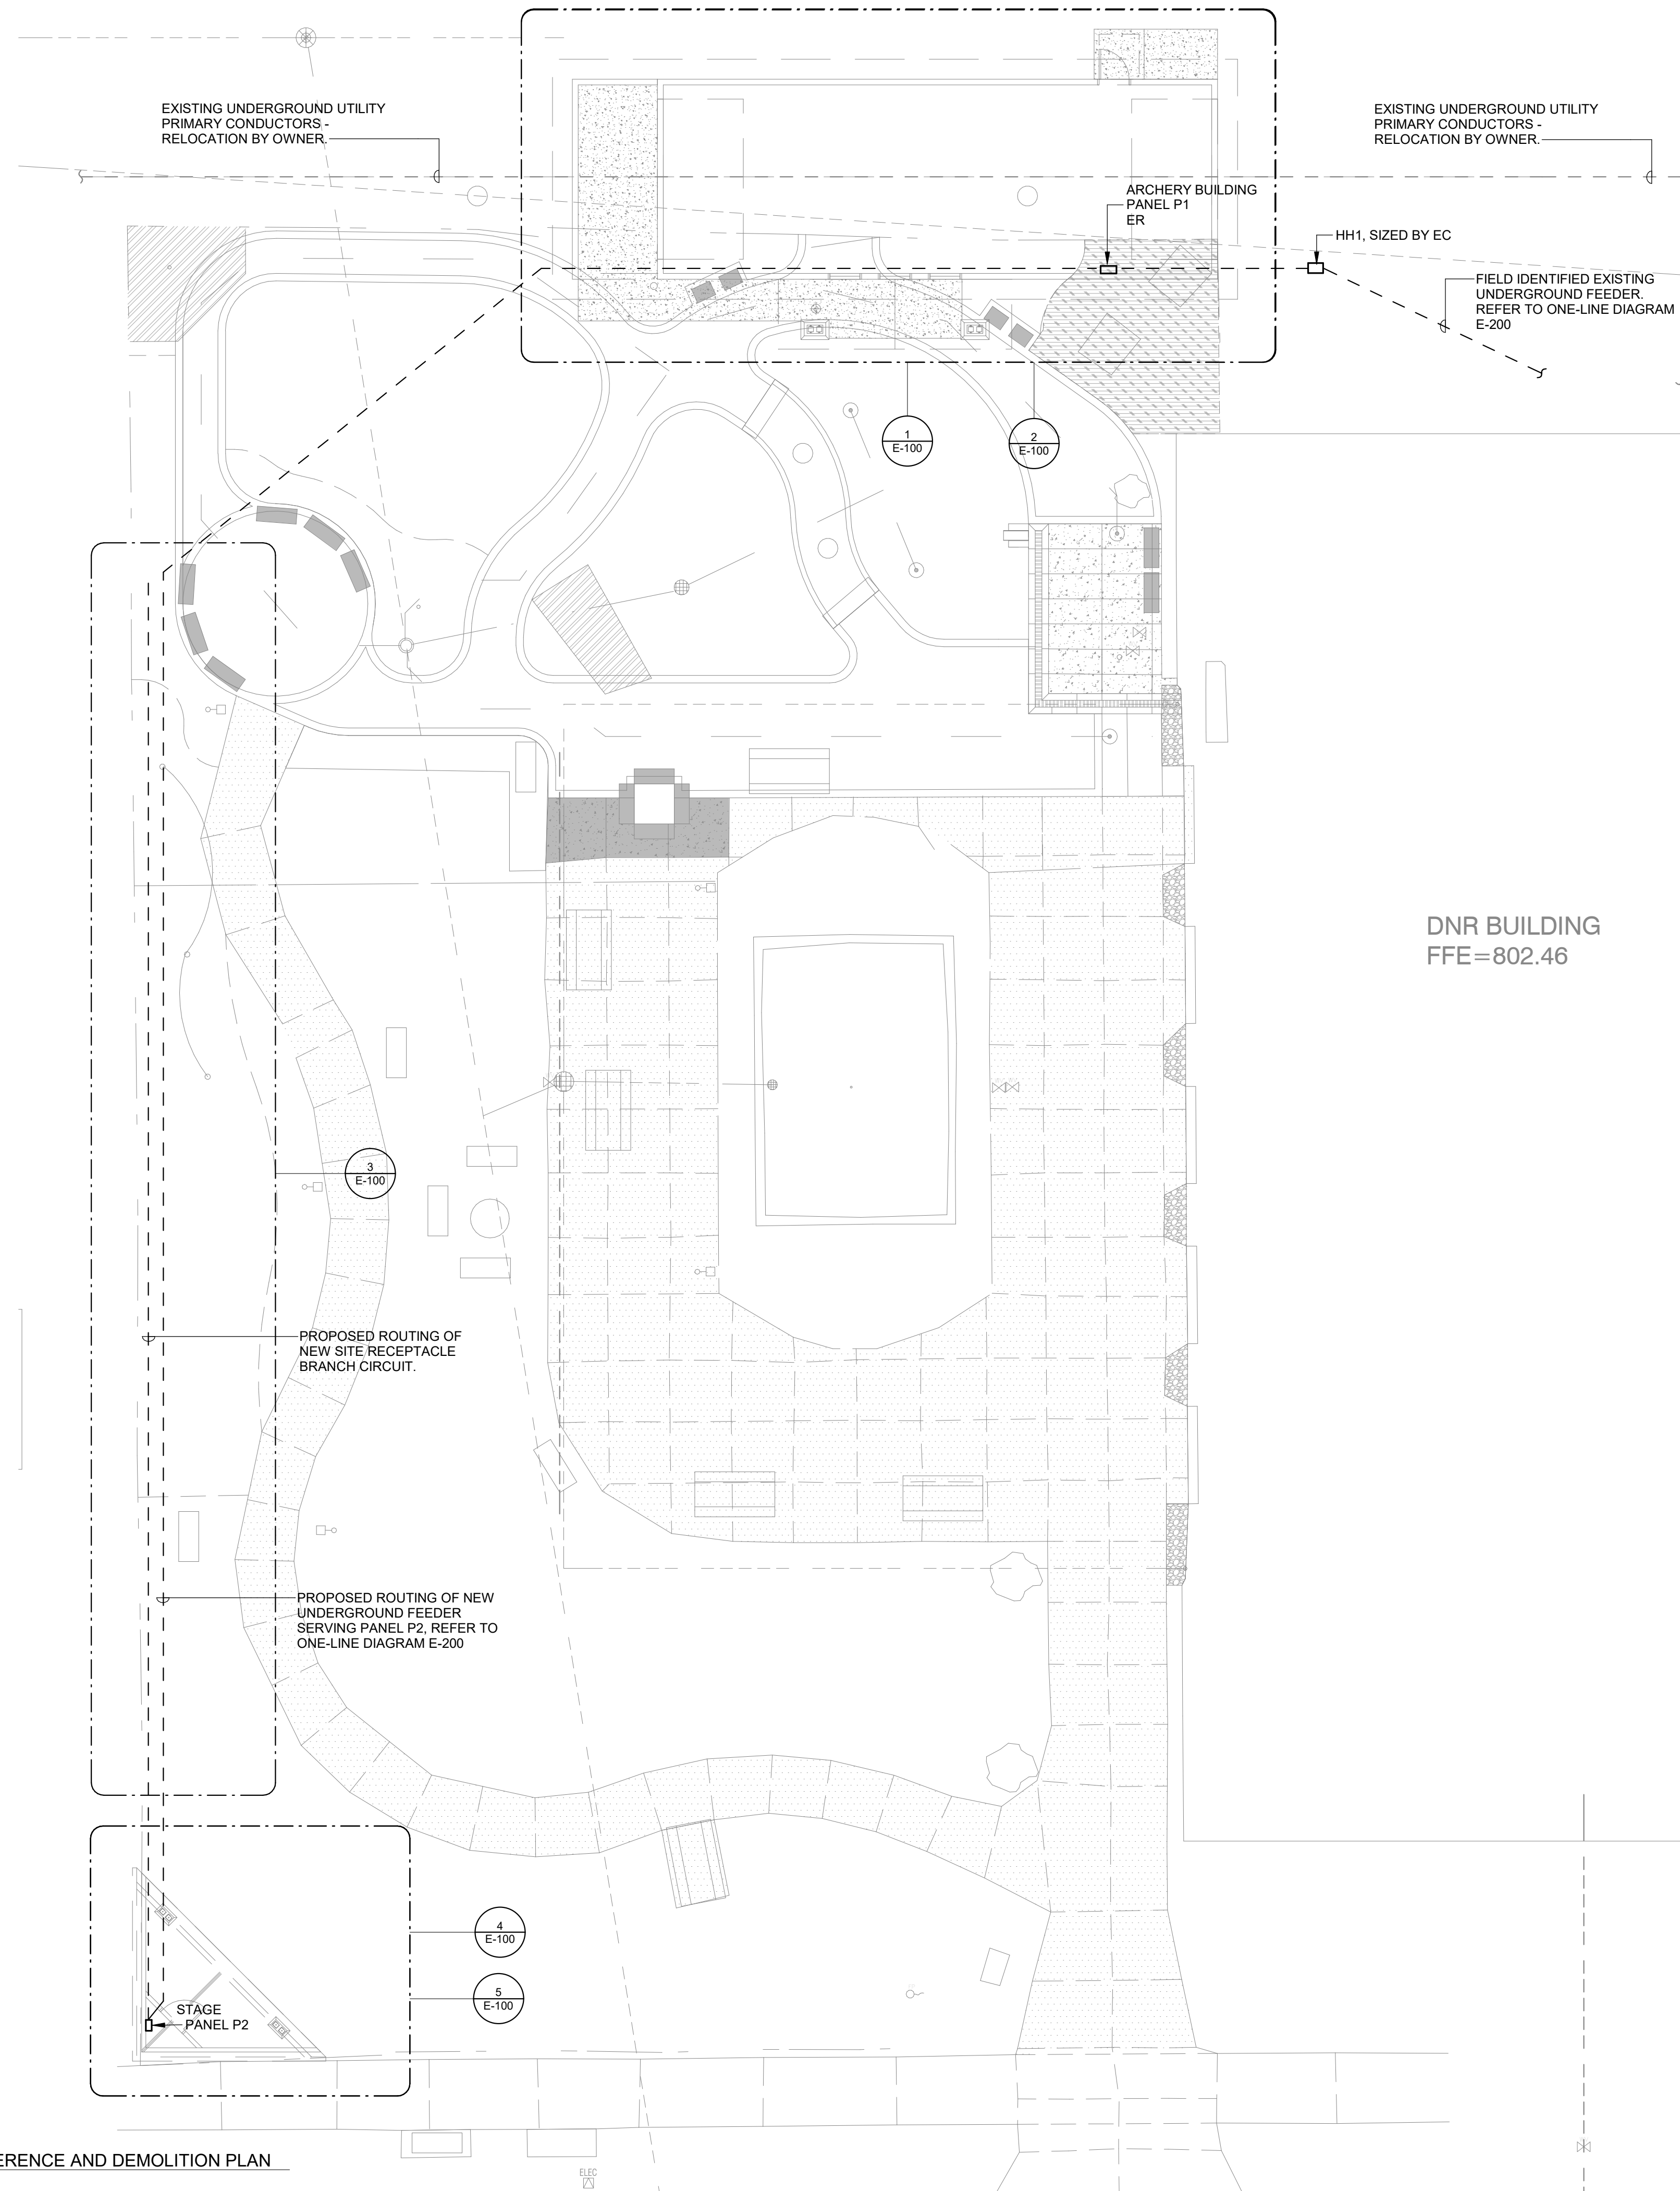 EXISTING UNDERGROUND UTILITY
PRIMARY CONDUCTORS -
RELOCATION BY OWNER.
EXISTING UNDERGROUND UTILITY
PRIMARY CONDUCTORS -
RELOCATION BY OWNER.
ARCHERY BUILDING
PANEL P1
ER
HH1, SIZED BY EC
FIELD IDENTIFIED EXISTING
UNDERGROUND FEEDER.
REFER TO ONE-LINE DIAGRAM
E-200
1
E-100
2
E-100
DNR BUILDING
FFE=802.46
3
E-100
PROPOSED ROUTING OF
NEW SITE RECEPTACLE
BRANCH CIRCUIT.
PROPOSED ROUTING OF NEW
UNDERGROUND FEEDER
SERVING PANEL P2, REFER TO
ONE-LINE DIAGRAM E-200
4
E-100
5
E-100
STAGE
PANEL P2
ERENCE AND DEMOLITION PLAN
ELEC